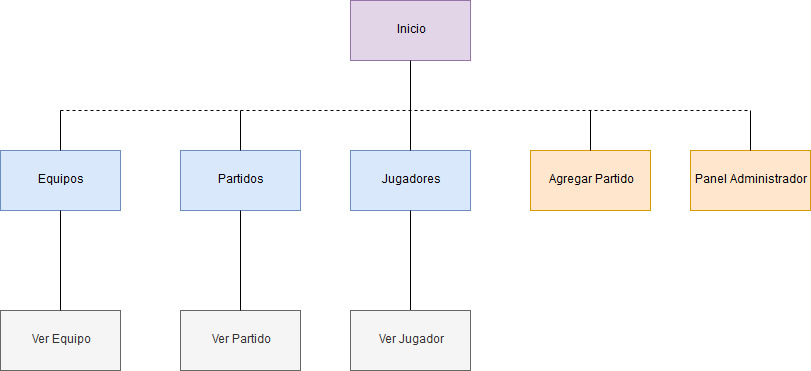 Inicio
Equipos
Partidos
Jugadores
Agregar Partido
Panel Administrador
Ver Equipo
Ver Partido
Ver Jugador